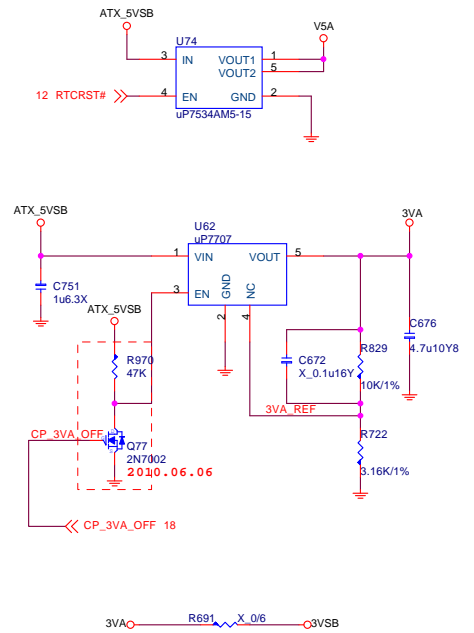 ATX_5VSB
V5A
U74
3 IN VOUT1 1
VOUT2 5
12 RTCRST# 4 EN GND 2
uP7534AM5-15
ATX_5VSB
3VA
U62
uP7707
1 VIN VOUT 5
C751
1u6.3X
3 EN GND NC
2 4
ATX_5VSB
C676
4.7u10Y8
R970
47K
C672
X_0.1u16Y
R829
10K/1%
3VA_REF
CP_3VA_OFF
Q77
2N7002
2010.06.06
R722
3.16K/1%
CP_3VA_OFF 18
3VA R691 X_0/6 3VSB